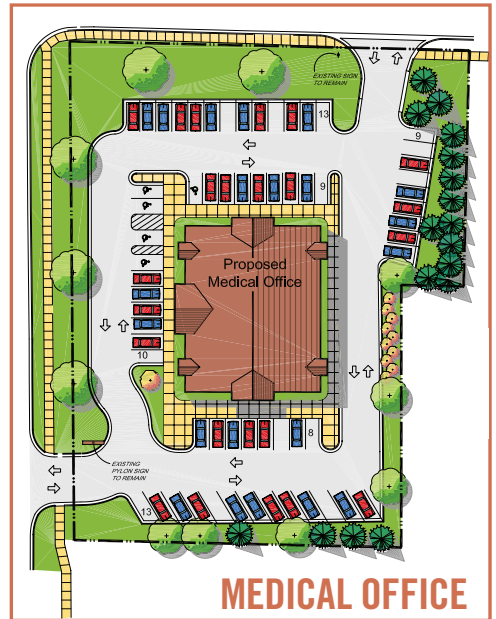 EXISTING SIGN
TO REMAIN
13
9
9
Proposed
Medical Office
10
8
EXISTING
PYLON SIGN
TO REMAIN
13
MEDICAL OFFICE